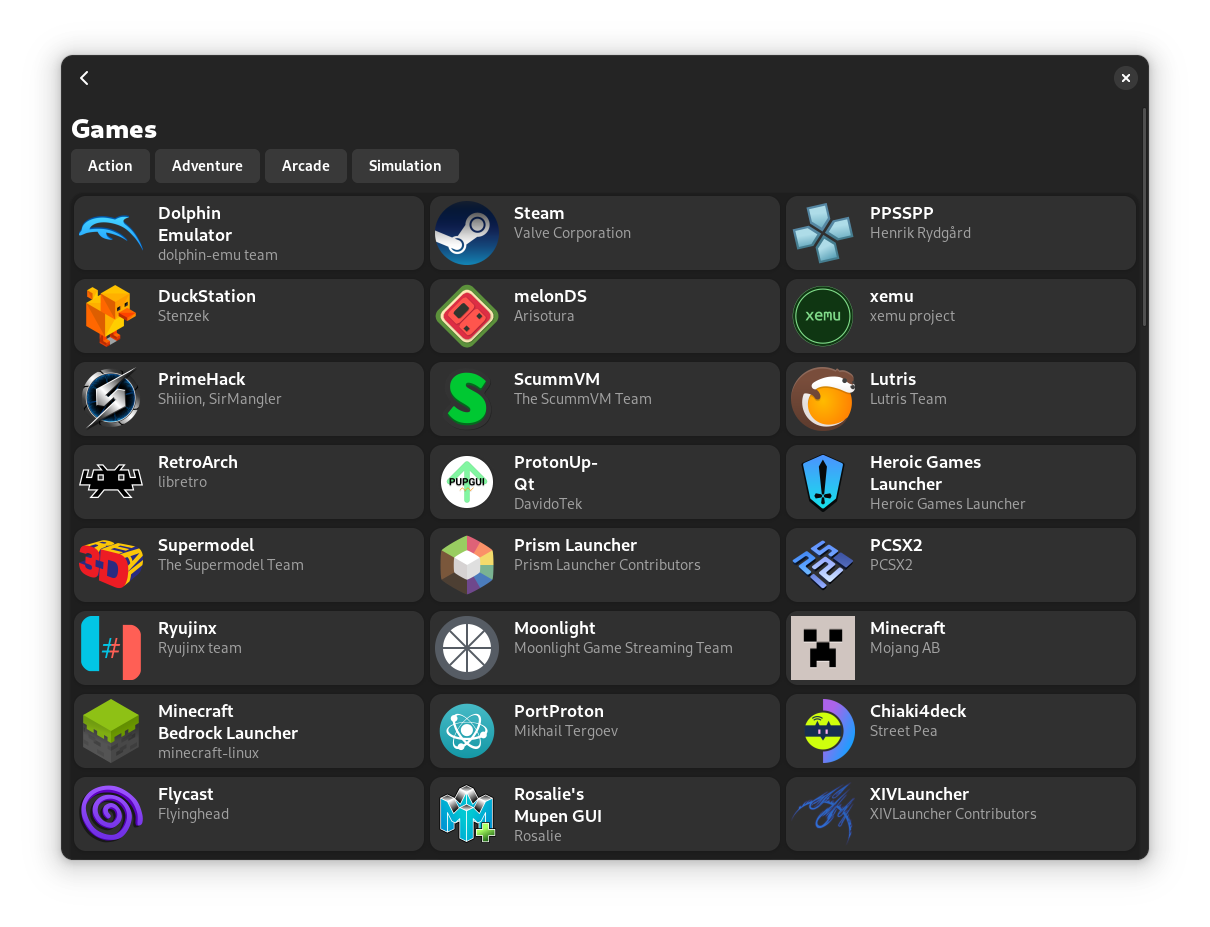 Games
Action
Adventure
Arcade
Simulation
Dolphin
Emulator
dolphin-emu team
Steam
Valve Corporation
PPSSPP
Henrik Rydgård
DuckStation
Stenzek
melonDS
Arisotura
xemu
xemu
xemu project
PrimeHack
Shiiion, SirMangler
S
ScummVM
The ScummVM Team
Lutris
Lutris Team
RetroArch
libretro
PUPGUI
ProtonUp-
Qt
DavidoTek
Heroic Games
Launcher
Heroic Games Launcher
REAL
3-D
Supermodel
The Supermodel Team
Prism Launcher
Prism Launcher Contributors
PCSX2
PCSX2
#
Ryujinx
Ryujinx team
Moonlight
Moonlight Game Streaming Team
Minecraft
Mojang AB
Minecraft
Bedrock Launcher
minecraft-linux
PortProton
Mikhail Tergoev
Chiaki4deck
Street Pea
Flycast
Flyinghead
Rosalie's
Mupen GUI
Rosalie
XIVLauncher
XIVLauncher Contributors